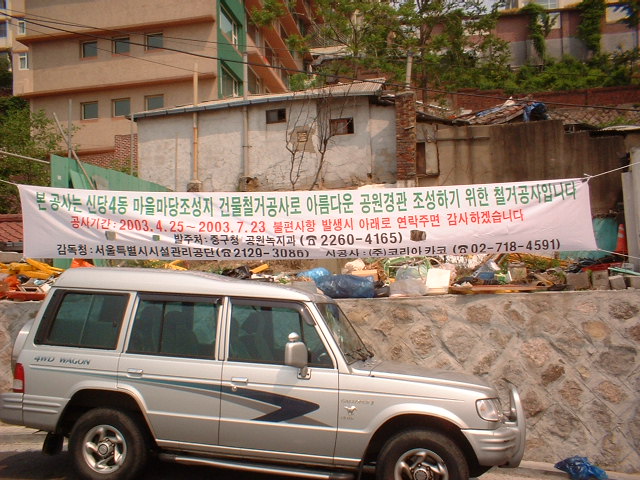 본 공사는 신당4동 마을마당조성지 건물철거공사로 아름다운 공원경관 조성하기 위한 철거공사입니다
공사기간 : 2003. 4. 25 ~ 2003. 7. 23 불편사항 발생시 아래로 연락주면 감사하겠습니다
발주처: 중구청 공원녹지과 (☎ 2260-4165)
감독청: 서울특별시시설관리공단(☎2129-3086) 시공사: (주)코리아 카코 (☎ 02-718-4591)
4WD WAGON